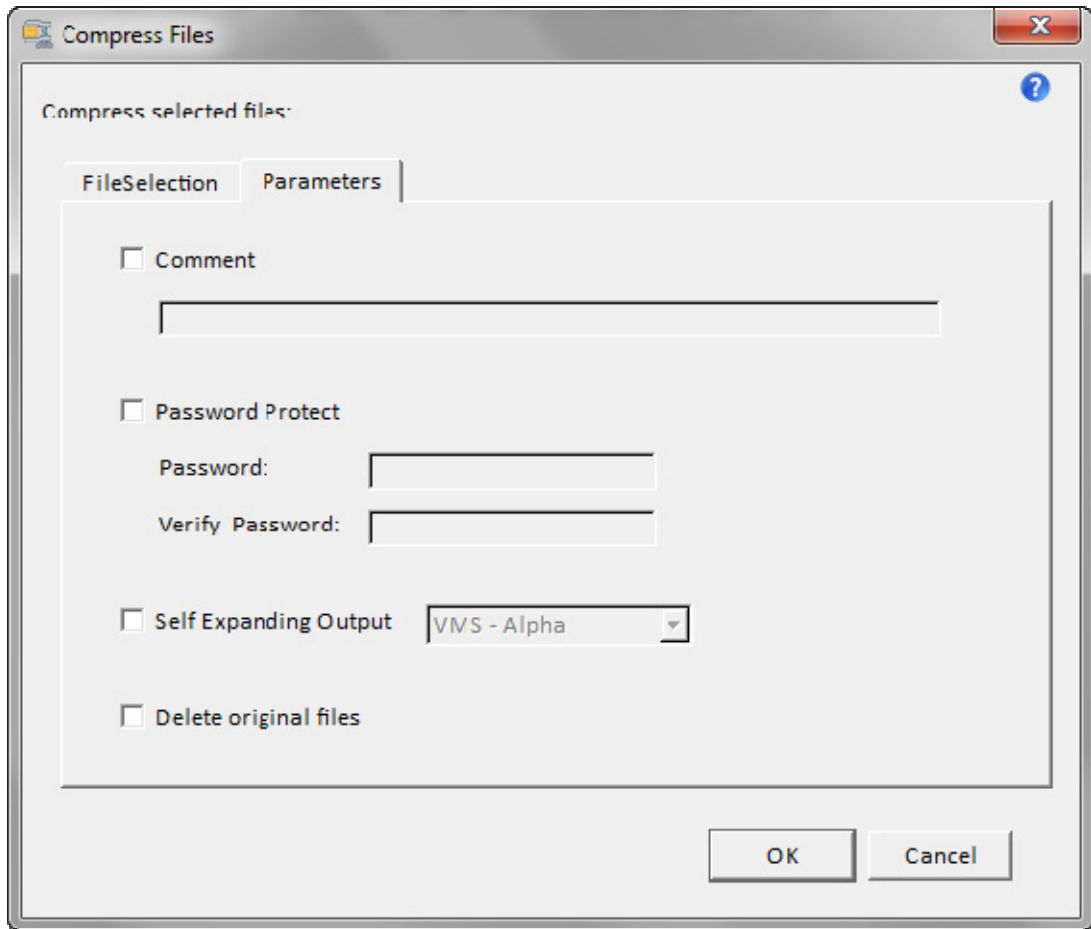 Compress Files
X
?
Compress selected files:
FileSelection Parameters
Comment
Password Protect
Password:
Verify Password:
Self Expanding Output VMS - Alpha
Delete original files
OK Cancel